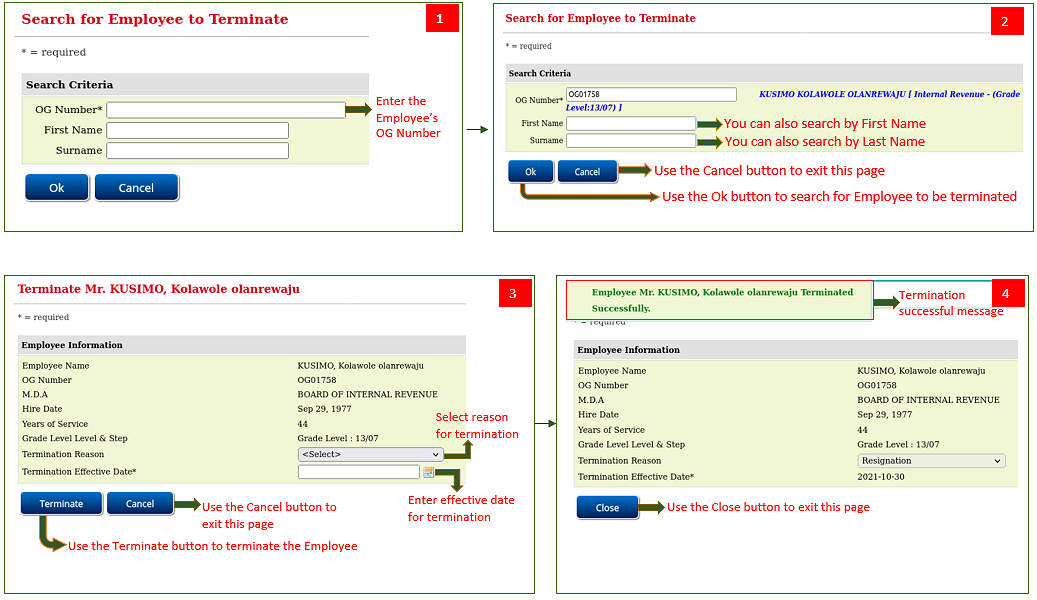 Search for Employee to Terminate
1
* = required
Search Criteria
OG Number*
First Name
Surname
Enter the
Employee's
OG Number
Ok
Cancel
Search for Employee to Terminate
2
* = required
Search Criteria
OG Number* OG01758 KUSIMO KOLAWOLE OLANREWAJU [ Internal Revenue - (Grade
Level:13/07) ]
First Name You can also search by First Name
Surname You can also search by Last Name
Ok Cancel Use the Cancel button to exit this page
Use the Ok button to search for Employee to be terminated
Terminate Mr. KUSIMO, Kolawole olanrewaju
3
* = required
Employee Information
Employee Name KUSIMO, Kolawole olanrewaju
OG Number OG01758
M.D.A BOARD OF INTERNAL REVENUE
Hire Date Sep 29, 1977
Years of Service 44
Grade Level Level & Step Grade Level : 13/07
Termination Reason <Select>
Termination Effective Date*
Select reason
for termination
Enter effective date
for termination
Terminate Cancel Use the Cancel button to
exit this page
Use the Terminate button to terminate the Employee
Employee Mr. KUSIMO, Kolawole olanrewaju Terminated
Successfully.
Termination
successful message
4
* = required
Employee Information
Employee Name KUSIMO, Kolawole olanrewaju
OG Number OG01758
M.D.A BOARD OF INTERNAL REVENUE
Hire Date Sep 29, 1977
Years of Service 44
Grade Level Level & Step Grade Level : 13/07
Termination Reason Resignation
Termination Effective Date* 2021-10-30
Close Use the Close button to exit this page